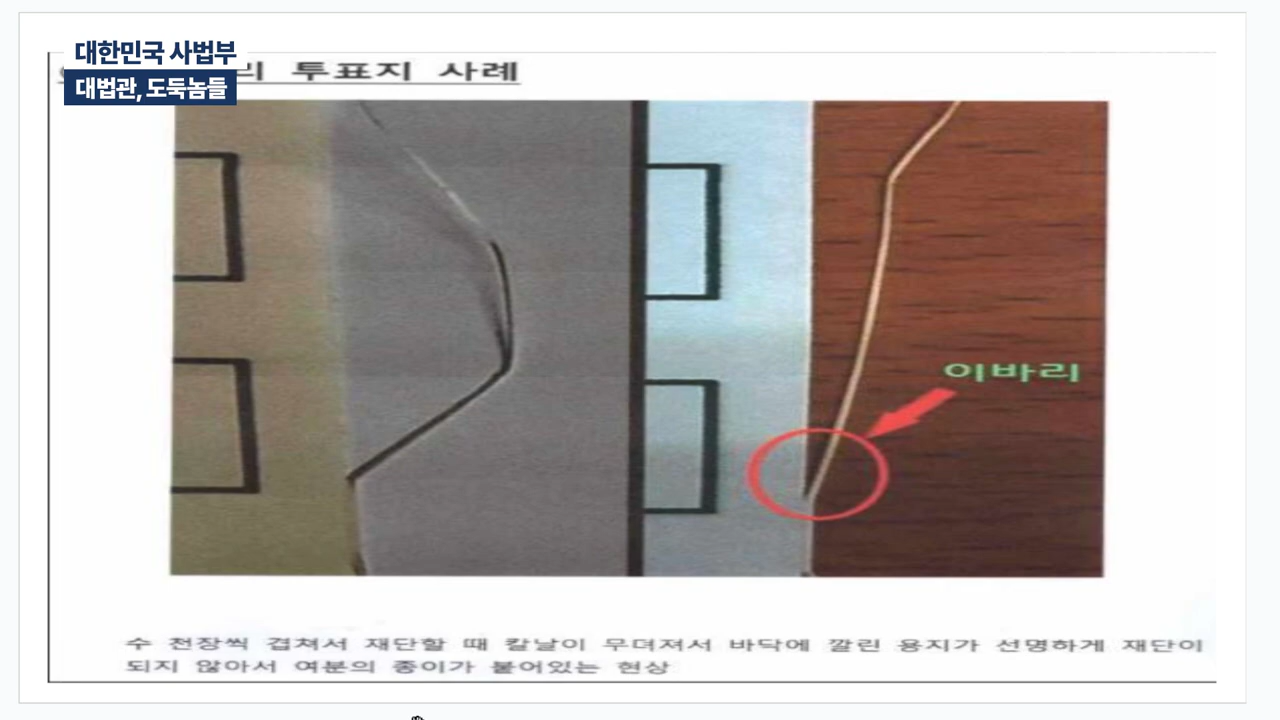 대한민국 사법부
대법관, 도둑놈들
리 투표지 사례
이바리
수 천장씩 겹쳐서 재단할 때 칼날이 무뎌져서 바닥에 깔린 용지가 선명하게 재단이
되지 않아서 여분의 종이가 붙어있는 현상